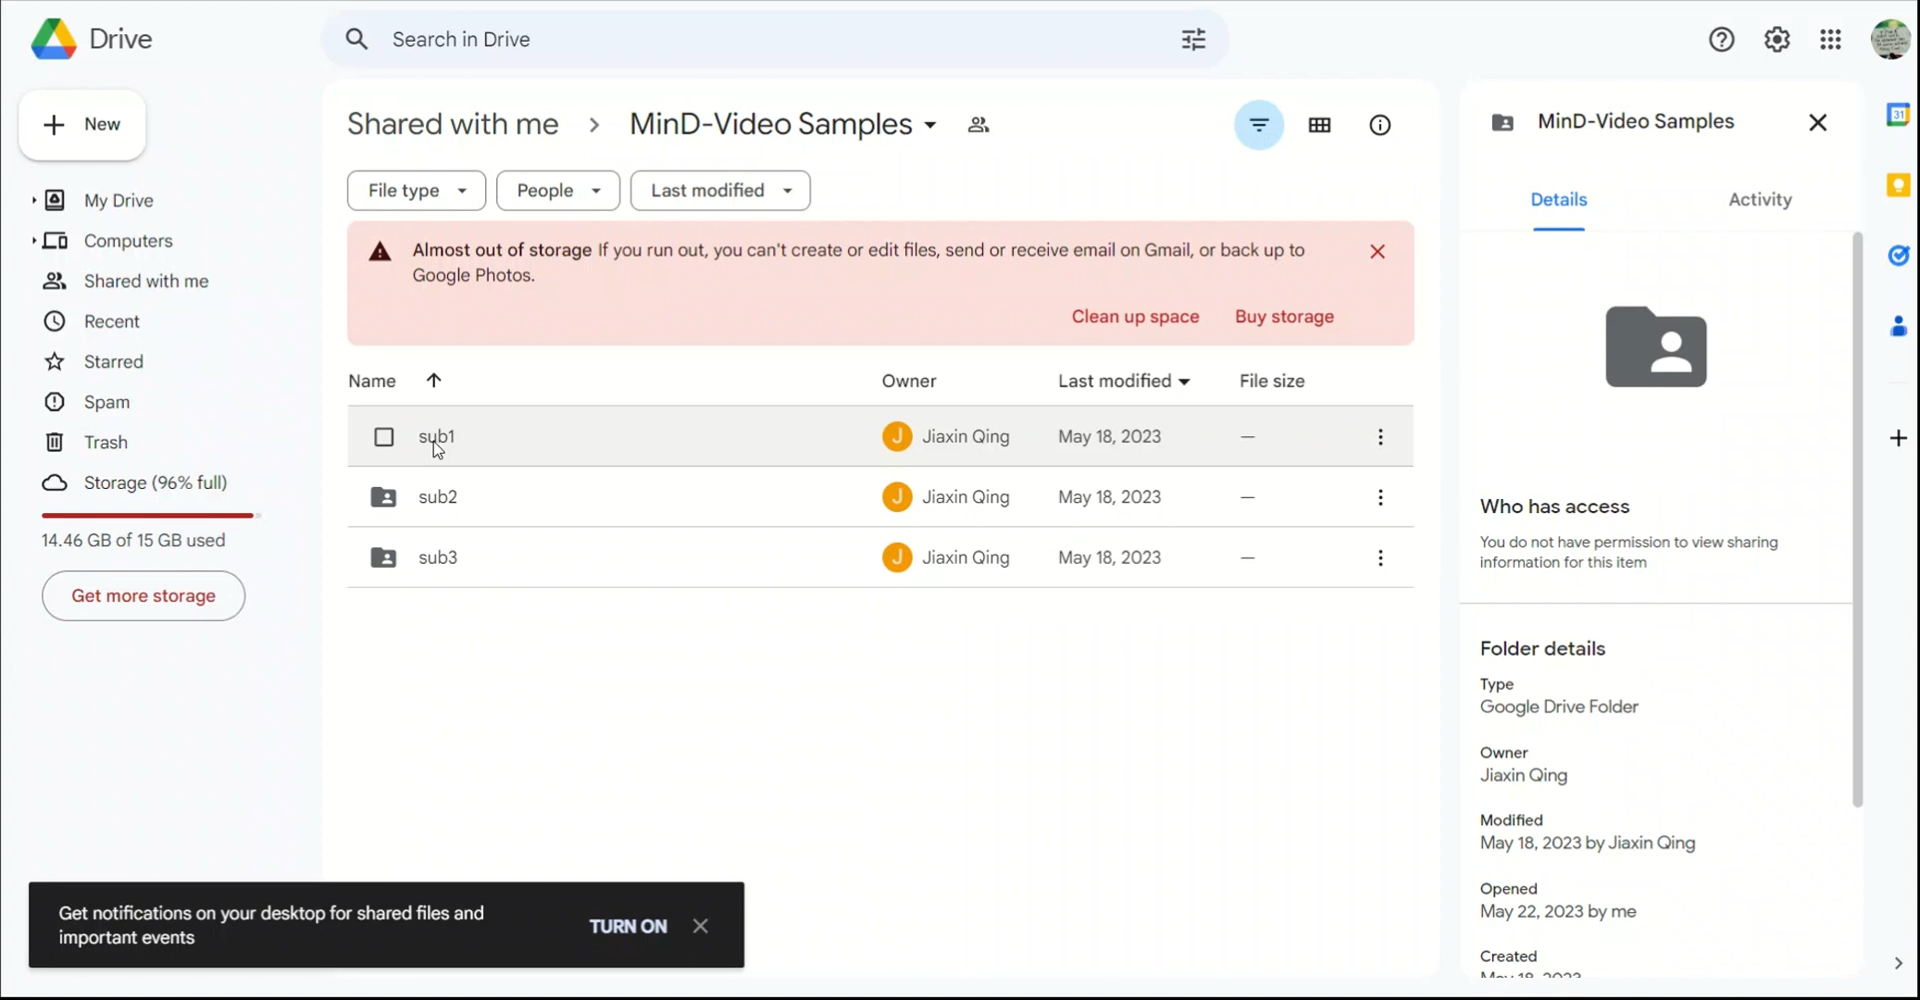 Drive
Search in Drive
New
My Drive
Computers
Shared with me
Recent
Starred
Spam
Trash
Storage (96% full)
14.46 GB of 15 GB used
Get more storage
Shared with me > MinD-Video Samples
File type
People
Last modified
Almost out of storage If you run out, you can't create or edit files, send or receive email on Gmail, or back up to
Google Photos.
Clean up space Buy storage
Name Owner Last modified File size
sub1 J Jiaxin Qing May 18, 2023 —
sub2 J Jiaxin Qing May 18, 2023 —
sub3 J Jiaxin Qing May 18, 2023 —
Get notifications on your desktop for shared files and
important events
TURN ON
MinD-Video Samples
Details Activity
Who has access
You do not have permission to view sharing
information for this item
Folder details
Type
Google Drive Folder
Owner
Jiaxin Qing
Modified
May 18, 2023 by Jiaxin Qing
Opened
May 22, 2023 by me
Created
May 18, 2023
31